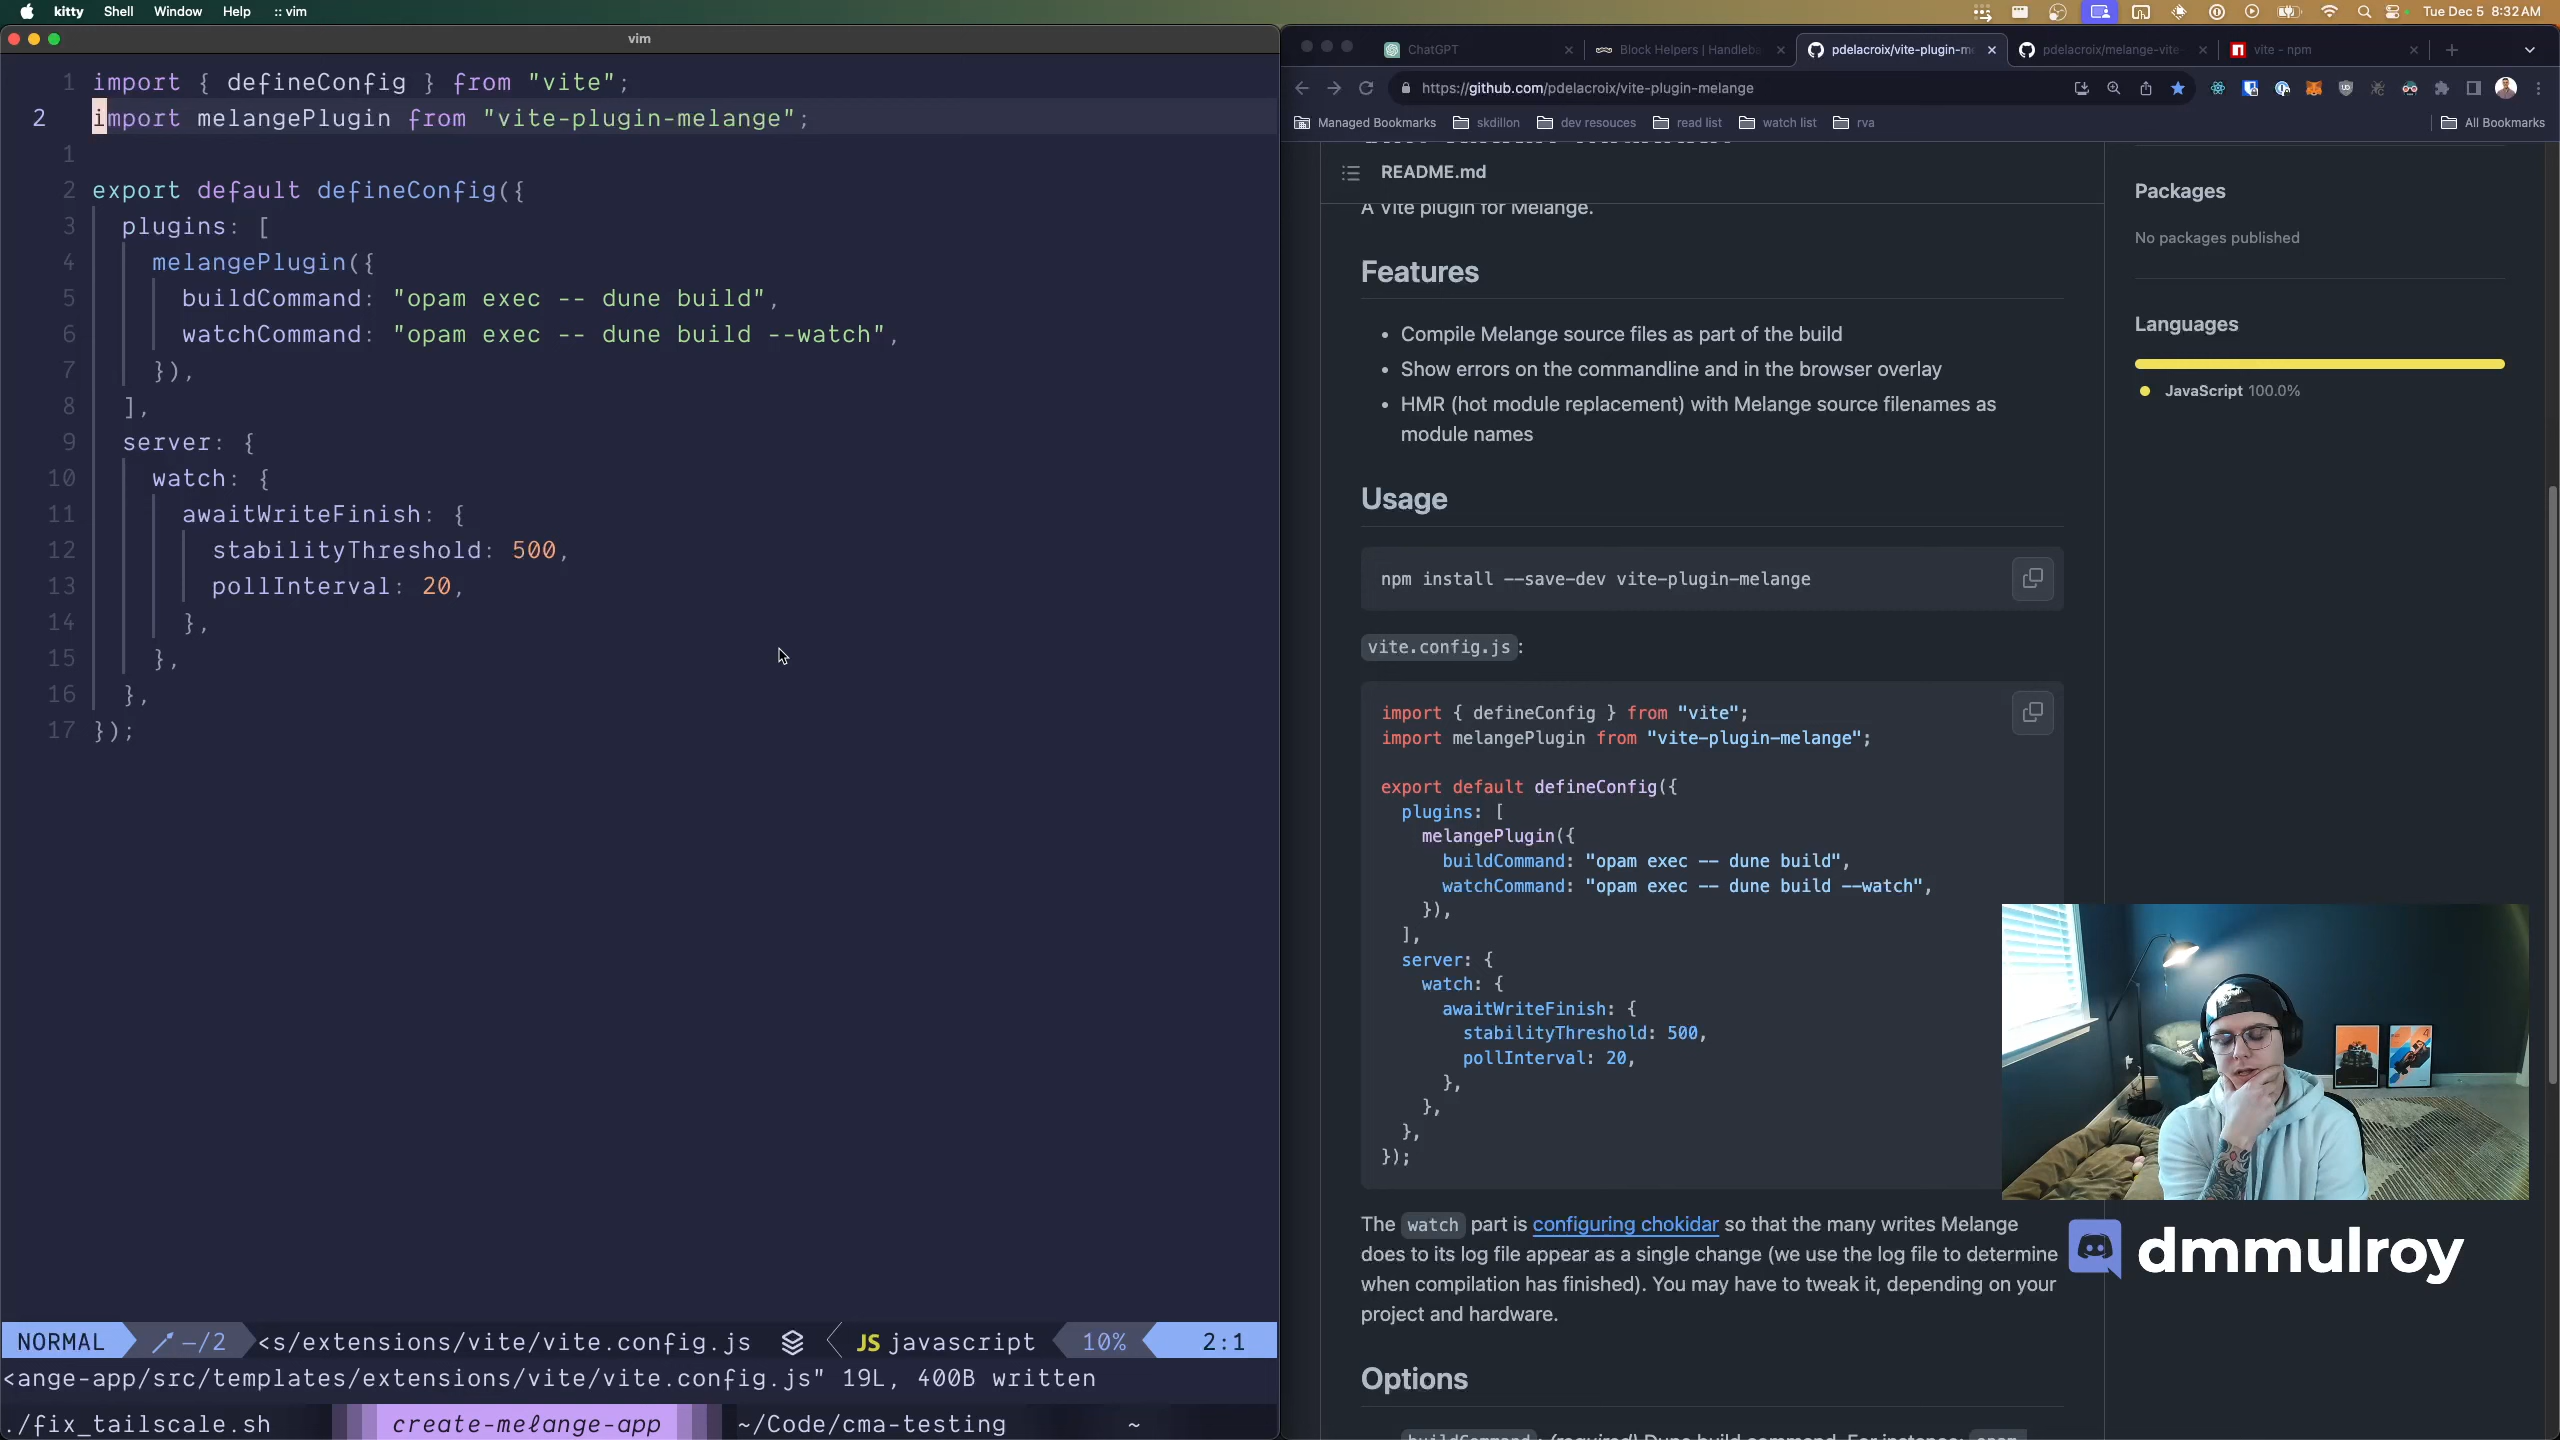 kitty Shell Window Help :: vim
Tue Dec 5 8:32 AM
vim
1 import { defineConfig } from "vite";
2 import melangePlugin from "vite-plugin-melange";
1
2 export default defineConfig({
3 plugins: [
4 melangePlugin({
5 buildCommand: "opam exec -- dune build",
6 watchCommand: "opam exec -- dune build --watch",
7 }),
8 ],
9 server: {
10 watch: {
11 awaitWriteFinish: {
12 stabilityThreshold: 500,
13 pollInterval: 20,
14 },
15 },
16 },
17 });
NORMAL –/2 <s/extensions/vite/vite.config.js JS javascript 10% 2:1
<ange-app/src/templates/extensions/vite/vite.config.js" 19L, 400B written
./fix_tailscale.sh create-melange-app ~/Code/cma-testing ~
ChatGPT Block Helpers | Handleba pdelacroix/vite-plugin-m pdelacroix/melange-vite vite - npm
https://github.com/pdelacroix/vite-plugin-melange
Managed Bookmarks skdillon dev resouces read list watch list rva All Bookmarks
README.md
A Vite plugin for Melange.
Features
• Compile Melange source files as part of the build
• Show errors on the commandline and in the browser overlay
• HMR (hot module replacement) with Melange source filenames as
module names
Usage
npm install --save-dev vite-plugin-melange
vite.config.js:
import { defineConfig } from "vite";
import melangePlugin from "vite-plugin-melange";
export default defineConfig({
plugins: [
melangePlugin({
buildCommand: "opam exec -- dune build",
watchCommand: "opam exec -- dune build --watch",
}),
],
server: {
watch: {
awaitWriteFinish: {
stabilityThreshold: 500,
pollInterval: 20,
},
},
},
});
The watch part is configuring chokidar so that the many writes Melange
does to its log file appear as a single change (we use the log file to determine
when compilation has finished). You may have to tweak it, depending on your
project and hardware.
Options
Packages
No packages published
Languages
JavaScript 100.0%
dmmulroy